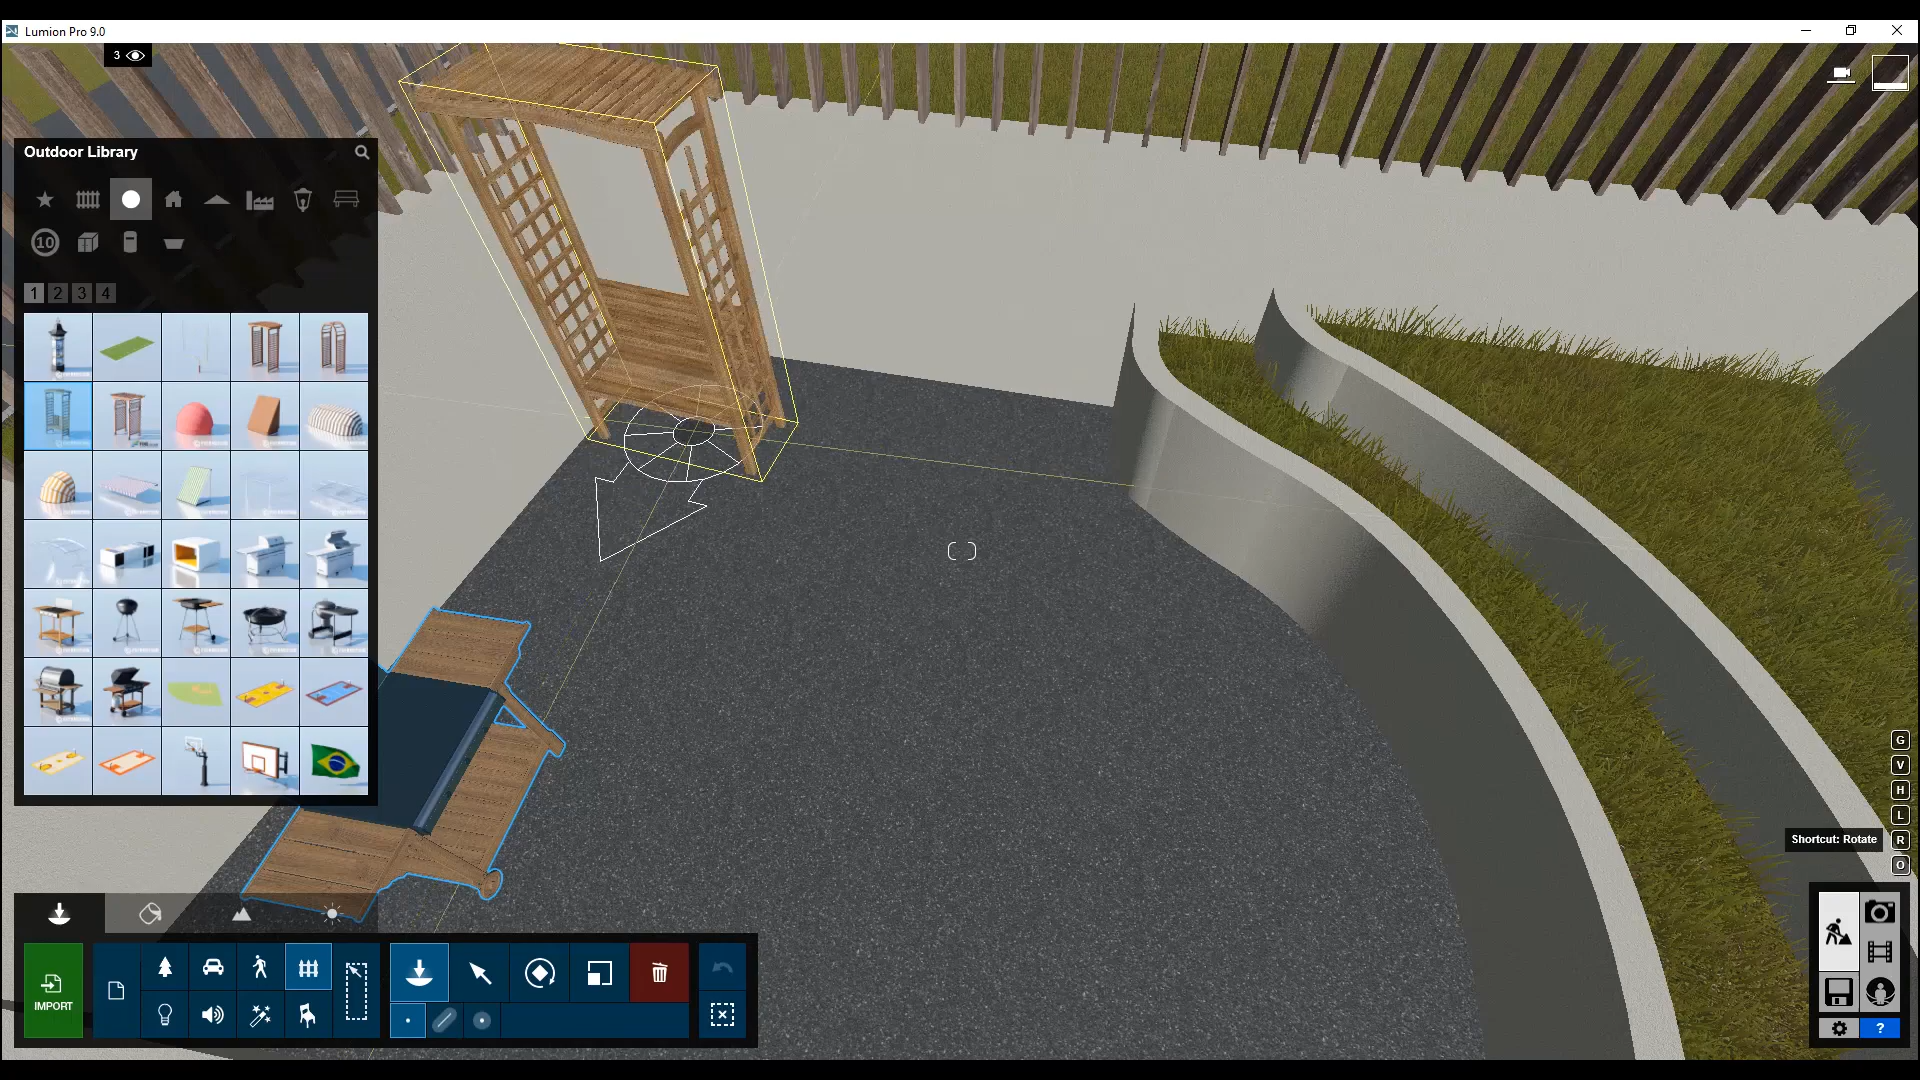 Lumion Pro 9.0
3
Outdoor Library
10
1 2 3 4
G
V
H
L
Shortcut: Rotate R
O
IMPORT
?